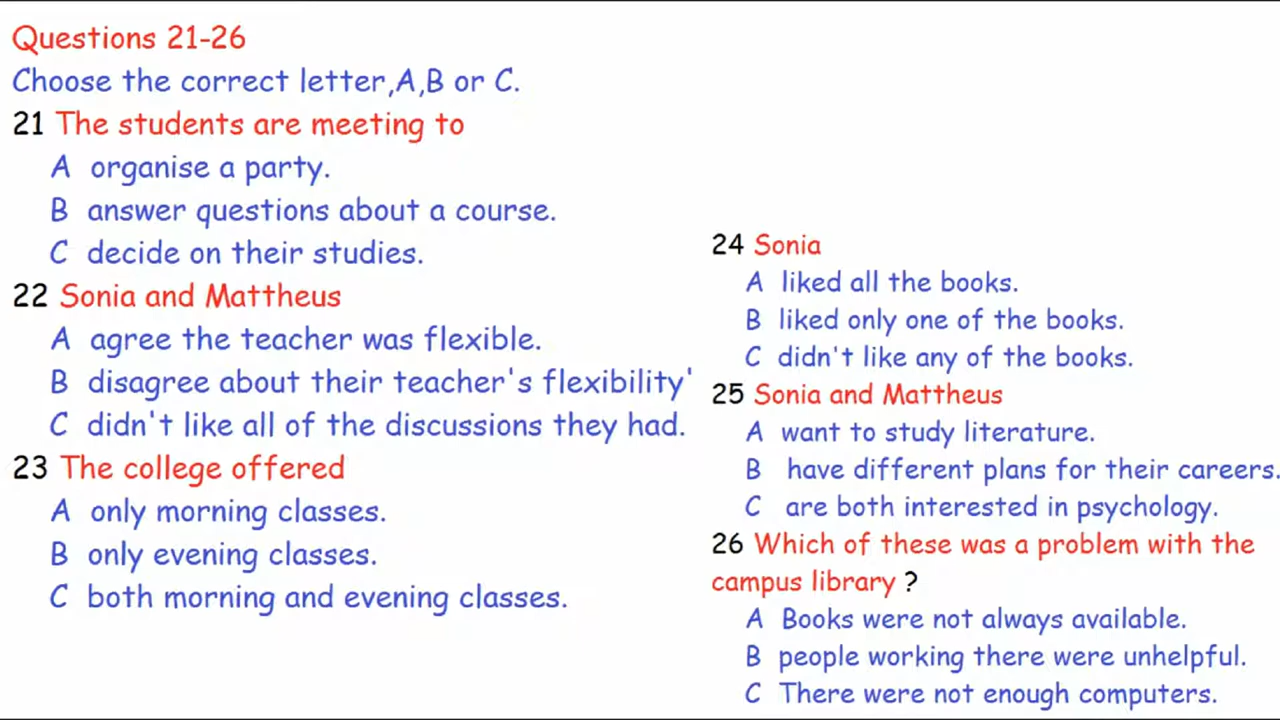 Questions 21-26
Choose the correct letter,A,B or C.
21 The students are meeting to
A organise a party.
B answer questions about a course.
C decide on their studies.
22 Sonia and Mattheus
A agree the teacher was flexible.
B disagree about their teacher's flexibility'
C didn't like all of the discussions they had.
23 The college offered
A only morning classes.
B only evening classes.
C both morning and evening classes.
24 Sonia
A liked all the books.
B liked only one of the books.
C didn't like any of the books.
25 Sonia and Mattheus
A want to study literature.
B have different plans for their careers.
C are both interested in psychology.
26 Which of these was a problem with the
campus library ?
A Books were not always available.
B people working there were unhelpful.
C There were not enough computers.